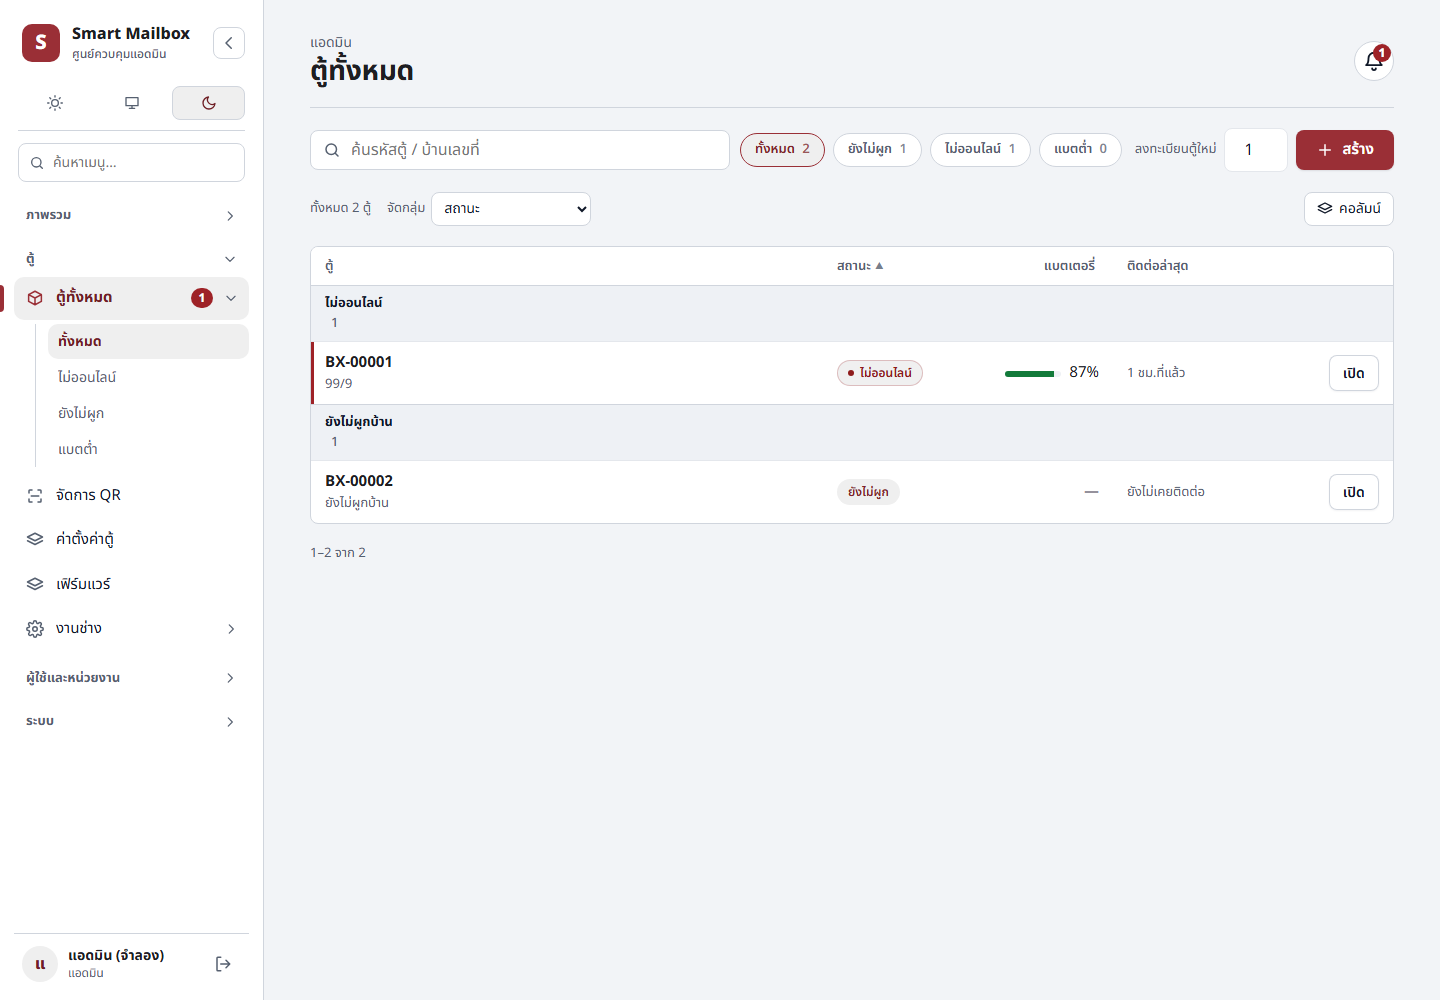 S
Smart Mailbox
ศูนย์ควบคุมแอดมิน
ค้นหาเมนู...
ภาพรวม
ตู้
ตู้ทั้งหมด 1
ทั้งหมด
ไม่ออนไลน์
ยังไม่ผูก
แบตต่ำ
จัดการ QR
ค่าตั้งค่าตู้
เฟิร์มแวร์
งานช่าง
ผู้ใช้และหน่วยงาน
ระบบ
แ
แอดมิน (จำลอง)
แอดมิน
แอดมิน
ตู้ทั้งหมด
1
ค้นรหัสตู้ / บ้านเลขที่
ทั้งหมด 2
ยังไม่ผูก 1
ไม่ออนไลน์ 1
แบตต่ำ 0
ลงทะเบียนตู้ใหม่
1
สร้าง
ทั้งหมด 2 ตู้
จัดกลุ่ม
สถานะ
คอลัมน์
ตู้ สถานะ ▲ แบตเตอรี่ ติดต่อล่าสุด
ไม่ออนไลน์
1
BX-00001
99/9
ไม่ออนไลน์
87%
1 ชม.ที่แล้ว
เปิด
ยังไม่ผูกบ้าน
1
BX-00002
ยังไม่ผูกบ้าน
ยังไม่ผูก
—
ยังไม่เคยติดต่อ
เปิด
1–2 จาก 2